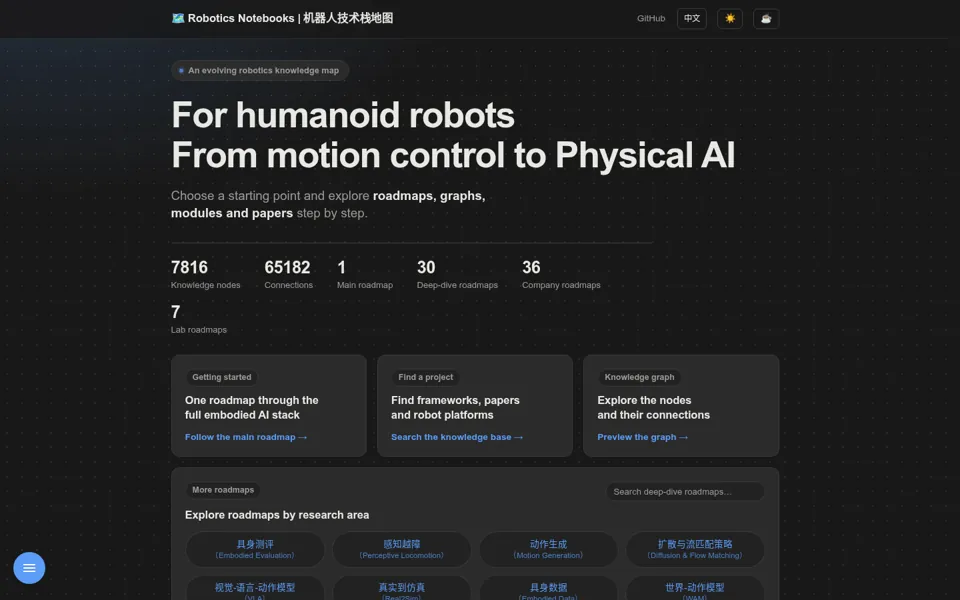 Robotics Notebooks | 机器人技术栈地图
GitHub
中文
An evolving robotics knowledge map
For humanoid robots
From motion control to Physical AI
Choose a starting point and explore roadmaps, graphs,
modules and papers step by step.
7816
Knowledge nodes
65182
Connections
1
Main roadmap
30
Deep-dive roadmaps
36
Company roadmaps
7
Lab roadmaps
Getting started
One roadmap through the
full embodied AI stack
Follow the main roadmap →
Find a project
Find frameworks, papers
and robot platforms
Search the knowledge base →
Knowledge graph
Explore the nodes
and their connections
Preview the graph →
More roadmaps
Search deep-dive roadmaps…
Explore roadmaps by research area
具身测评
(Embodied Evaluation)
感知越障
(Perceptive Locomotion)
动作生成
(Motion Generation)
扩散与流匹配策略
(Diffusion & Flow Matching)
视觉-语言-动作模型
(VLA)
真实到仿真
(Real2Sim)
具身数据
(Embodied Data)
世界-动作模型
(WAM)